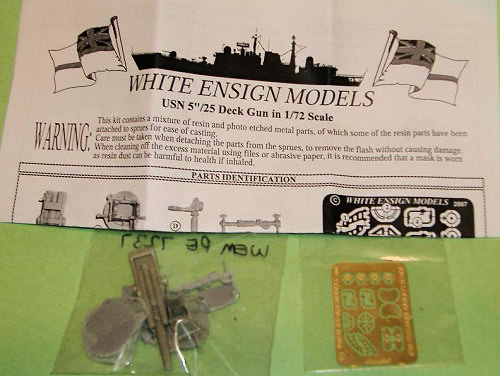 WHITE ENSIGN MODELS
USN 5"/25 Deck Gun in 1/72 Scale
WARNING.
This kit contains a mixture of resin and photo etched metal parts, of which some of the resin parts have been
attached to sprues for ease of casting.
Care must be taken when detaching the parts from the sprues, to remove the flash without causing damage.
When cleaning off the excess material using files or abrasive paper, it is recommended that a mask is worn
as resin dust can be harmful to health if inhaled.
PARTS IDENTIFICATION
D
© WHITE ENSIGN MODELS 2007
WEW PE